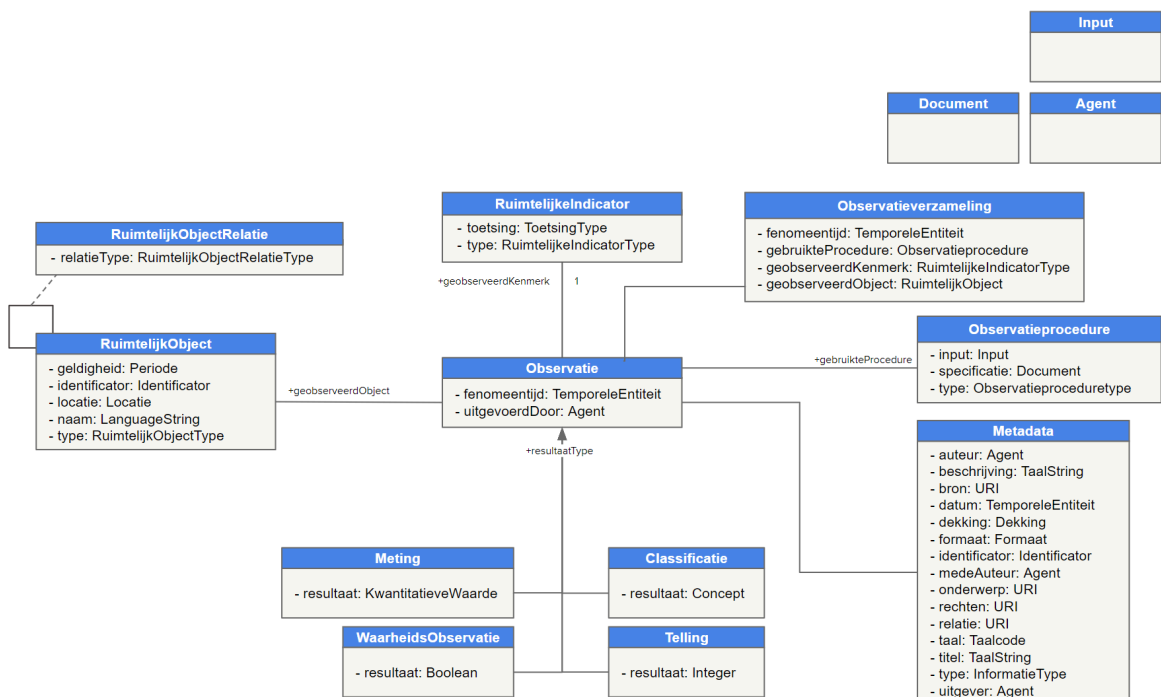 Input
Document
Agent
RuimtelijkeIndicator
- toetsing: ToetsingType
- type: RuimtelijkeIndicatorType
Observatieverzameling
- fenomeentijd: TemporeleEntiteit
- gebruikteProcedure: Observatieprocedure
- geobserveerdKenmerk: RuimtelijkeIndicatorType
- geobserveerdObject: RuimtelijkObject
RuimtelijkObjectRelatie
- relatieType: RuimtelijkObjectRelatieType
+geobserveerdKenmerk
1
RuimtelijkObject
- geldigheid: Periode
- identificator: Identificator
- locatie: Locatie
- naam: LanguageString
- type: RuimtelijkObjectType
+geobserveerdObject
Observatie
- fenomeentijd: TemporeleEntiteit
- uitgevoerdDoor: Agent
+gebruikteProcedure
Observatieprocedure
- input: Input
- specificatie: Document
- type: Observatieproceduretype
+resultaatType
Metadata
- auteur: Agent
- beschrijving: TaalString
- bron: URI
- datum: TemporeleEntiteit
- dekking: Dekking
- formaat: Formaat
- identificator: Identificator
- medeAuteur: Agent
- onderwerp: URI
- rechten: URI
- relatie: URI
- taal: Taalcode
- titel: TaalString
- type: InformatieType
- uitgever: Agent
Meting
- resultaat: KwantitatieveWaarde
Classificatie
- resultaat: Concept
WaarheidsObservatie
- resultaat: Boolean
Telling
- resultaat: Integer